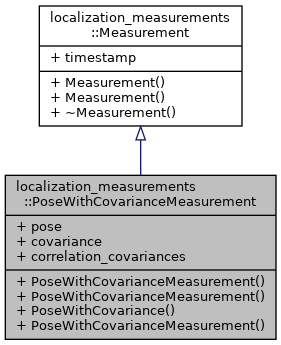 localization_measurements
::Measurement
+ timestamp
+ Measurement()
+ Measurement()
+ ~Measurement()
localization_measurements
::PoseWithCovarianceMeasurement
+ pose
+ covariance
+ correlation_covariances
+ PoseWithCovarianceMeasurement()
+ PoseWithCovarianceMeasurement()
+ PoseWithCovariance()
+ PoseWithCovarianceMeasurement()